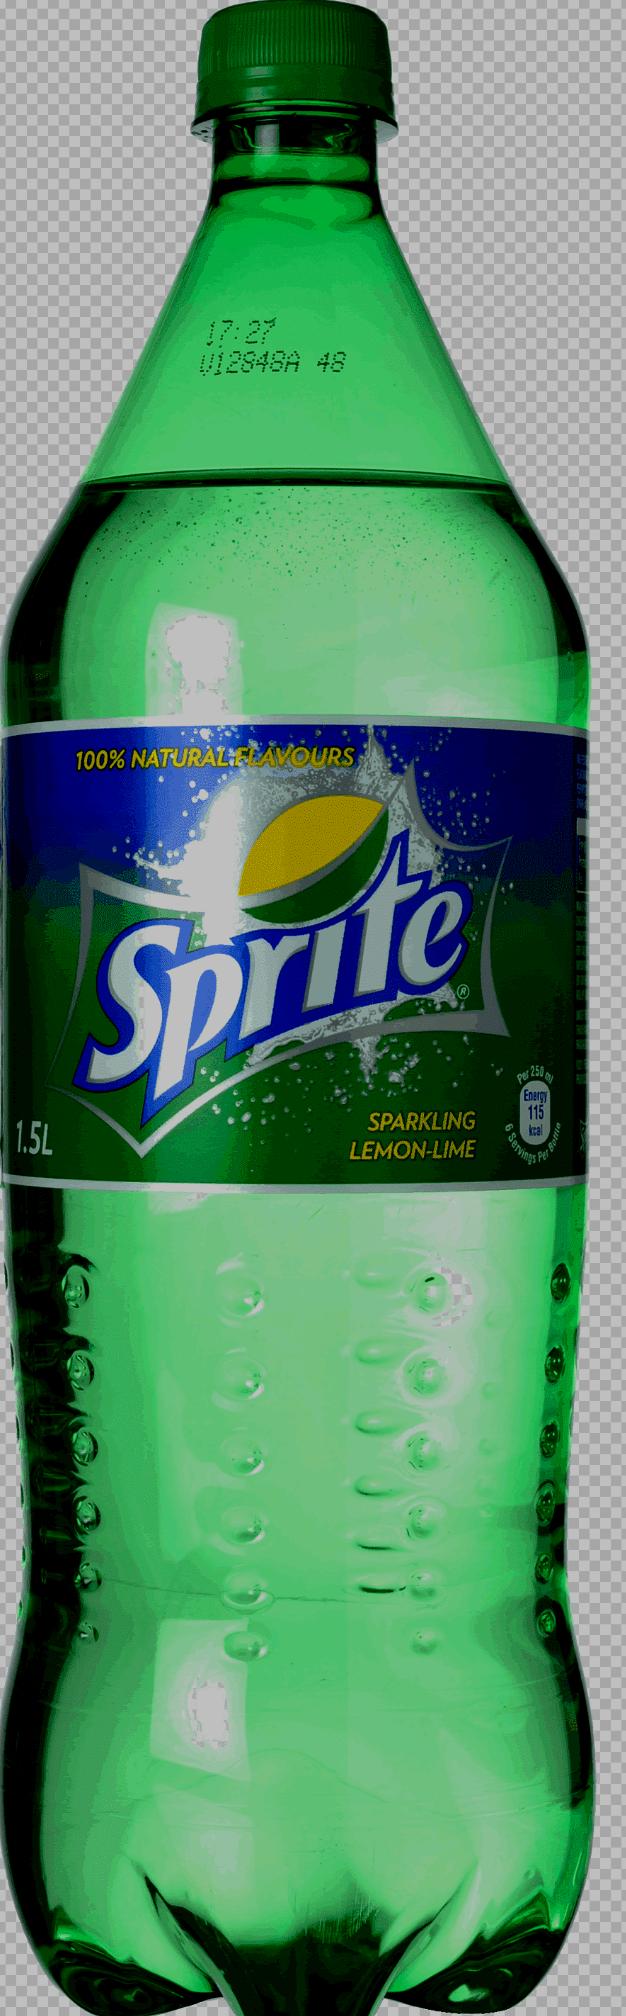 17:27
V12848A 48
100% NATURAL FLAVOURS
Sprite
®
SPARKLING
LEMON-LIME
1.5L
Per 250 ml
Energy
115
kcal
6 Servings Per Bottle